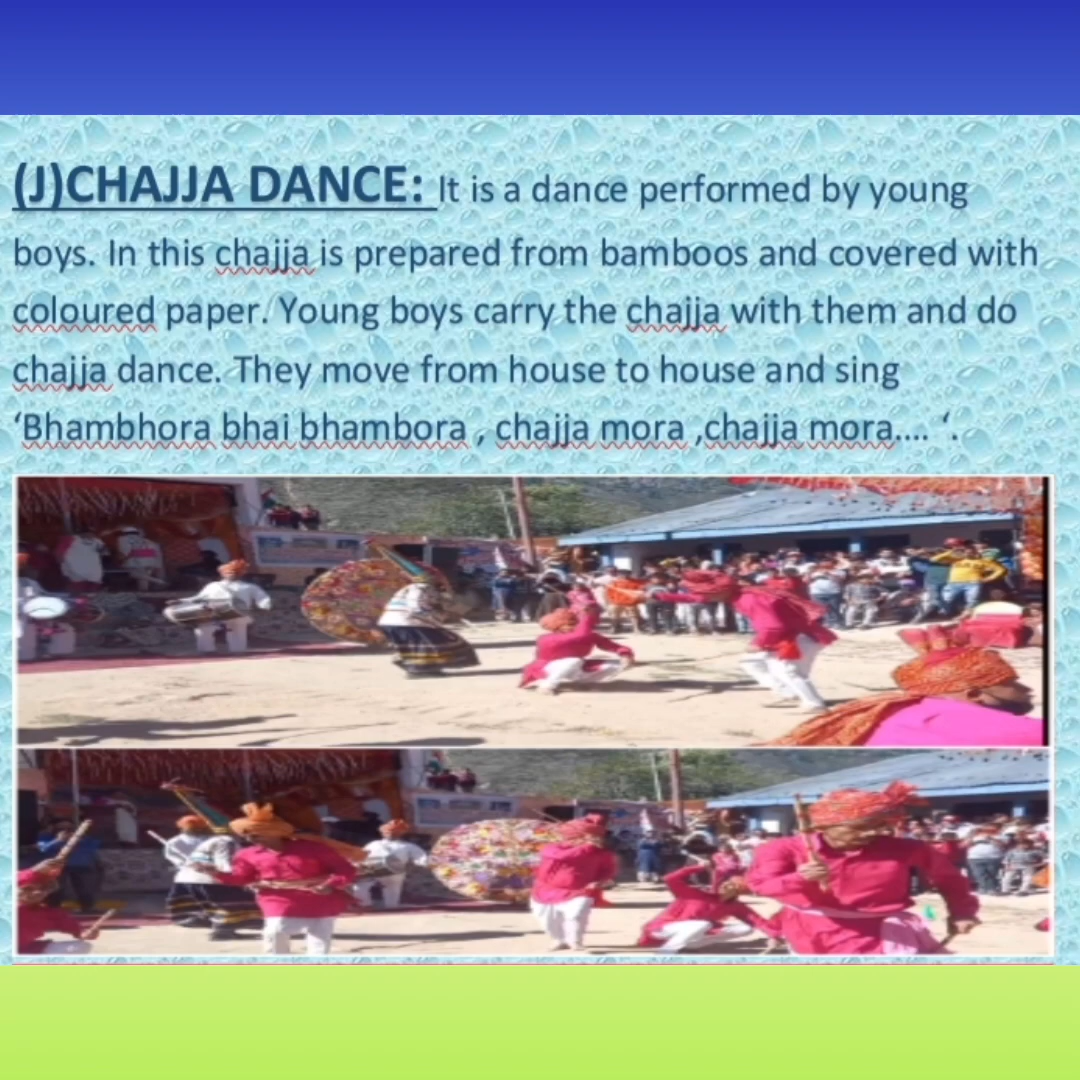 (J)CHAJJA DANCE: It is a dance performed by young
boys. In this chajja is prepared from bamboos and covered with
coloured paper. Young boys carry the chajja with them and do
chajja dance. They move from house to house and sing
‘Bhambhora bhai bhambora , chajja mora ,chajja mora.... ‘.